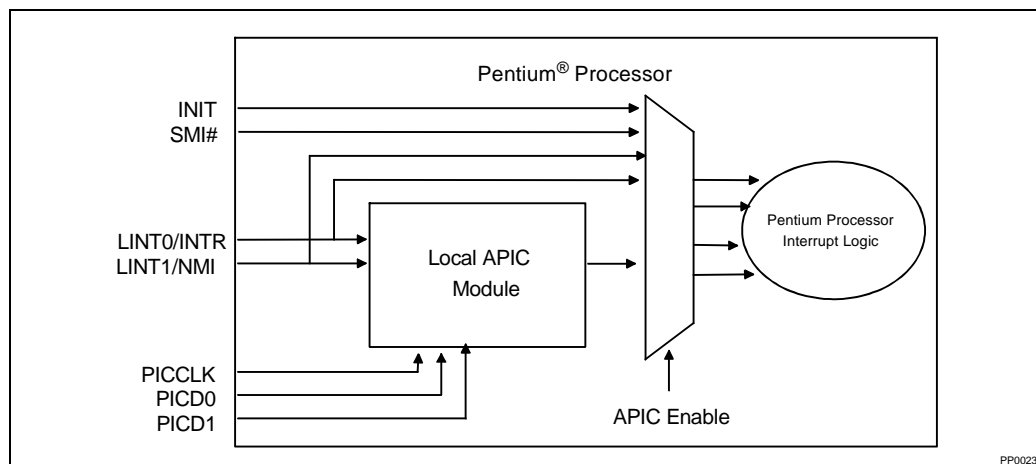 Pentium® Processor
INIT
SMI#
LINT0/INTR
LINT1/NMI
Local APIC
Module
Pentium Processor
Interrupt Logic
PICCLK
PICD0
PICD1
APIC Enable
PP0023